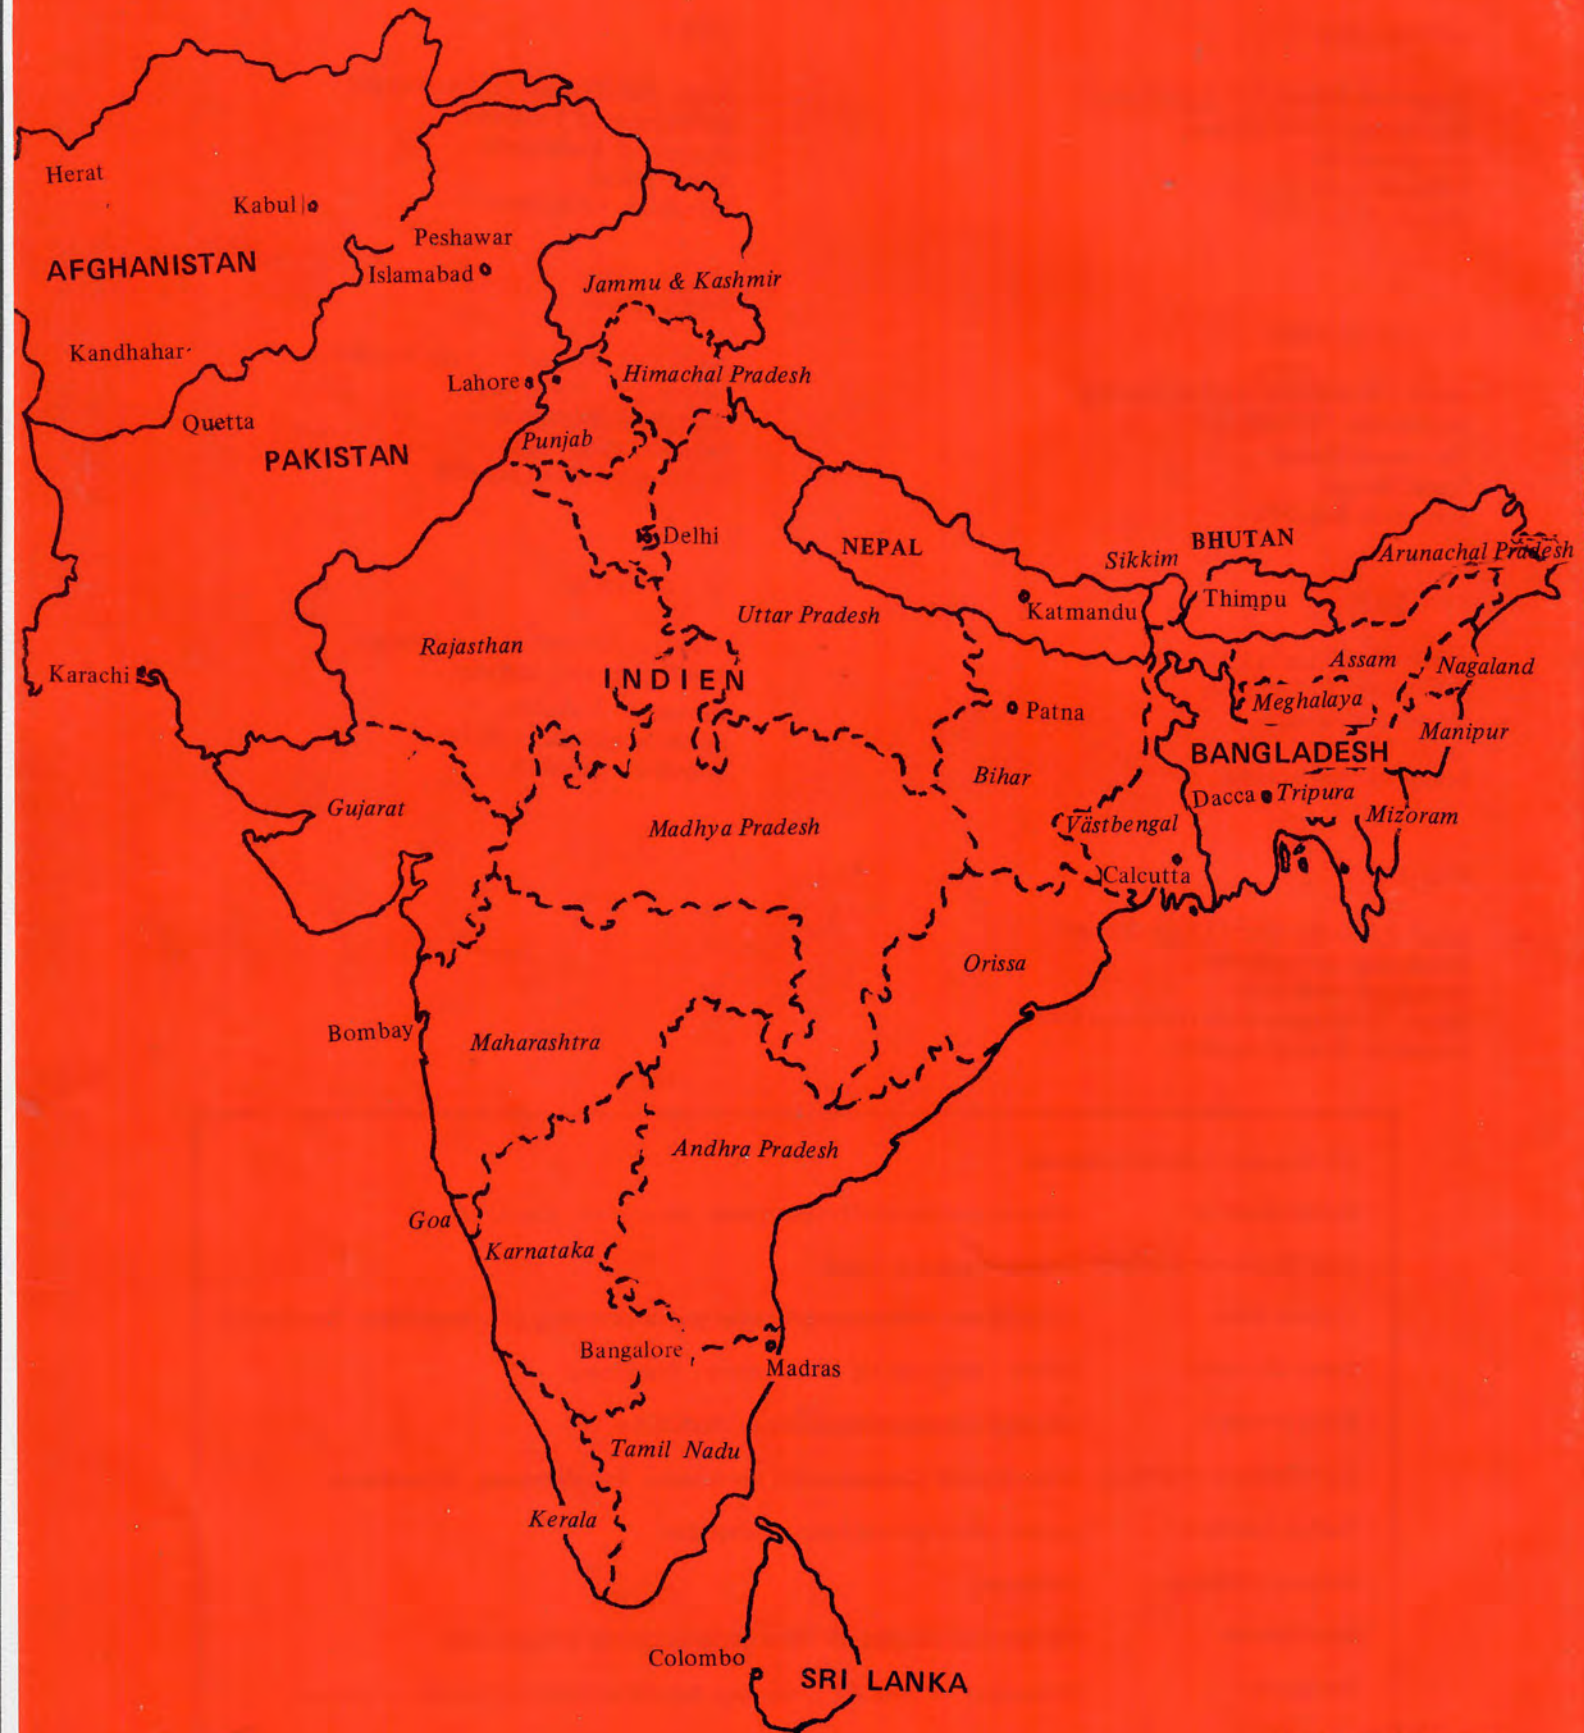 Herat
Kabul
AFGHANISTAN
Peshawar
Islamabad
Jammu & Kashmir
Kandhahar
Lahore
Himachal Pradesh
Quetta
PAKISTAN
Punjab
Delhi
NEPAL
Sikkim
BHUTAN
Arunachal Pradesh
Katmandu
Thimpu
Uttar Pradesh
Rajasthan
INDIEN
Karachi
Assam
Nagaland
Meghalaya
Patna
Manipur
BANGLADESH
Bihar
Gujarat
Madhya Pradesh
Dacca
Tripura
Västbengal
Mizoram
Calcutta
Orissa
Bombay
Maharashtra
Andhra Pradesh
Goa
Karnataka
Bangalore
Madras
Tamil Nadu
Kerala
Colombo
SRI LANKA